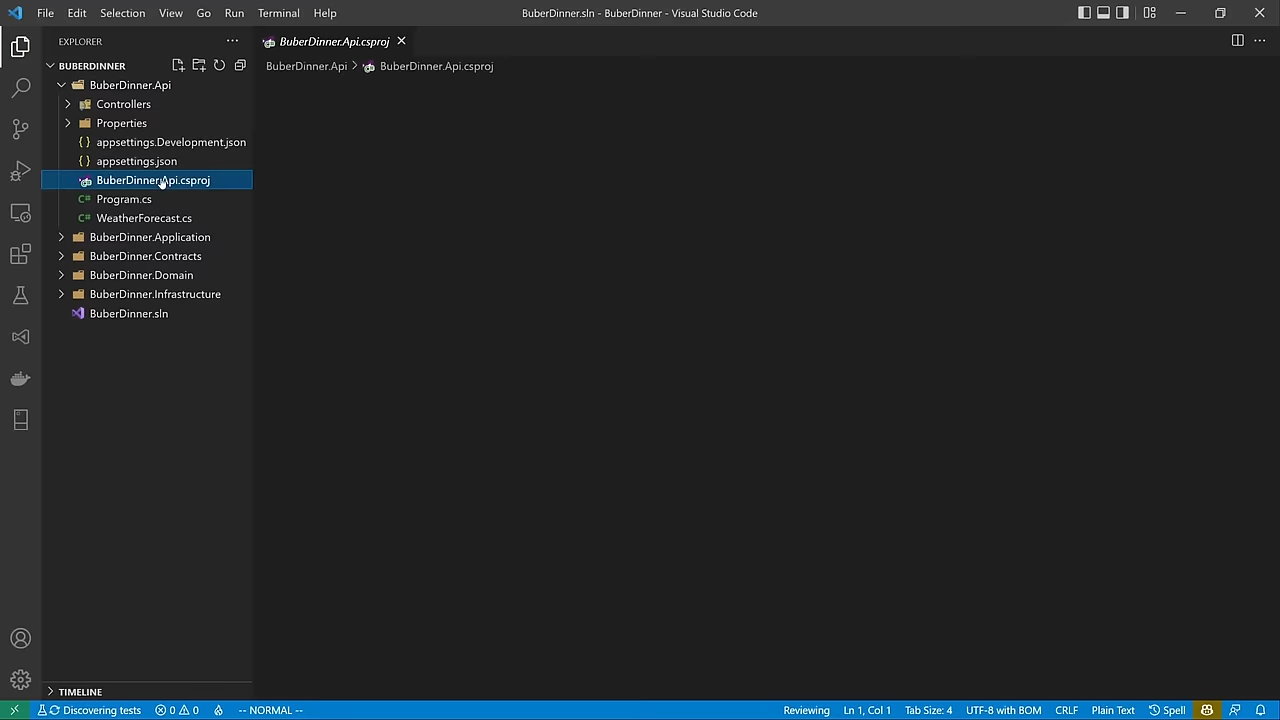 File Edit Selection View Go Run Terminal Help BuberDinner.sln - BuberDinner - Visual Studio Code
EXPLORER
BuberDinner.Api.csproj
BUBERDINNER
BuberDinner.Api > BuberDinner.Api.csproj
BuberDinner.Api
Controllers
Properties
appsettings.Development.json
appsettings.json
BuberDinner.Api.csproj
Program.cs
WeatherForecast.cs
BuberDinner.Application
BuberDinner.Contracts
BuberDinner.Domain
BuberDinner.Infrastructure
BuberDinner.sln
TIMELINE
Discovering tests 0 0 -- NORMAL -- Reviewing Ln 1, Col 1 Tab Size: 4 UTF-8 with BOM CRLF Plain Text Spell